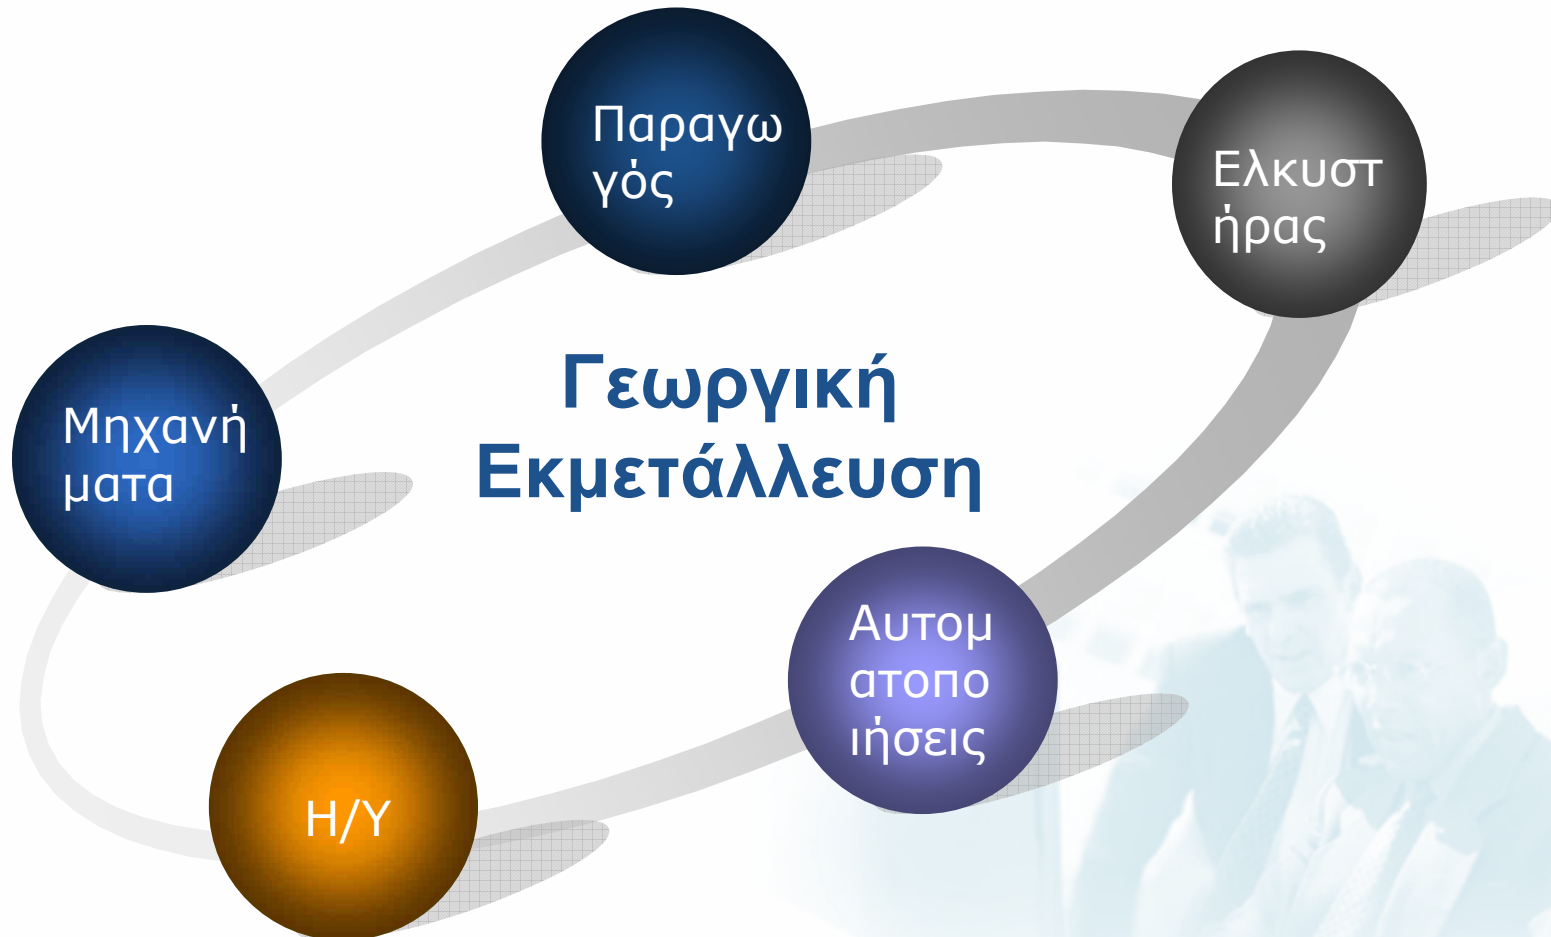 Παραγω
γός
Ελκυστ
ήρας
Γεωργική
Εκμετάλλευση
Μηχανή
ματα
Αυτομ
ατοπο
ιήσεις
Η/Υ